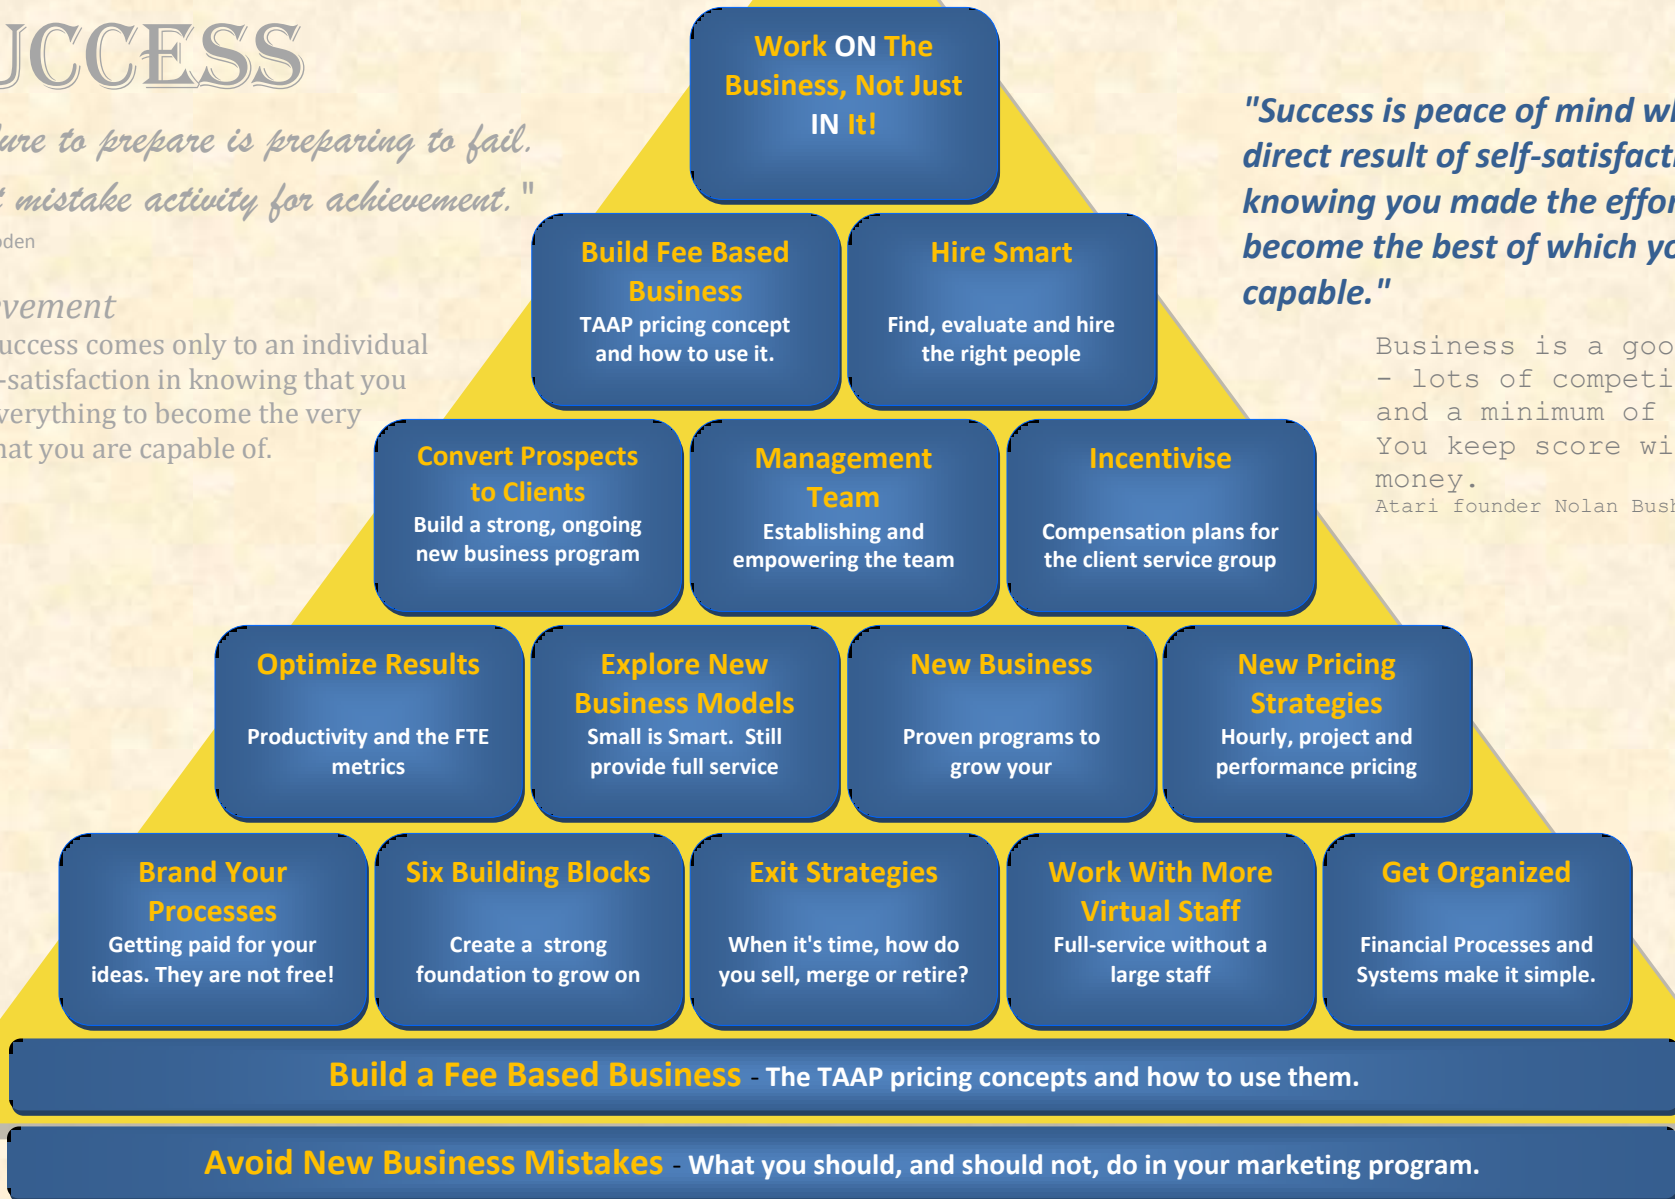 UCCESS
lure to prepare is preparing to fail.
t mistake activity for achievement."
oden
vement
uccess comes only to an individual
-satisfaction in knowing that you
verything to become the very
hat you are capable of.
Work ON The
Business, Not Just
IN It!
"Success is peace of mind wh
direct result of self-satisfacti
knowing you made the effor
become the best of which yo
capable."
Business is a goo
- lots of competi
and a minimum of
You keep score wi
money.
Atari founder Nolan Bush
Build Fee Based
Business
TAAP pricing concept
and how to use it.
Hire Smart
Find, evaluate and hire
the right people
Convert Prospects
to Clients
Build a strong, ongoing
new business program
Management
Team
Establishing and
empowering the team
Incentivise
Compensation plans for
the client service group
Optimize Results
Productivity and the FTE
metrics
Explore New
Business Models
Small is Smart.  Still
provide full service
New Business
Proven programs to
grow your
New Pricing
Strategies
Hourly, project and
performance pricing
Brand Your
Processes
Getting paid for your
ideas. They are not free!
Six Building Blocks
Create a  strong
foundation to grow on
Exit Strategies
When it's time, how do
you sell, merge or retire?
Work With More
Virtual Staff
Full-service without a
large staff
Get Organized
Financial Processes and
Systems make it simple.
Build a Fee Based Business - The TAAP pricing concepts and how to use them.
Avoid New Business Mistakes - What you should, and should not, do in your marketing program.